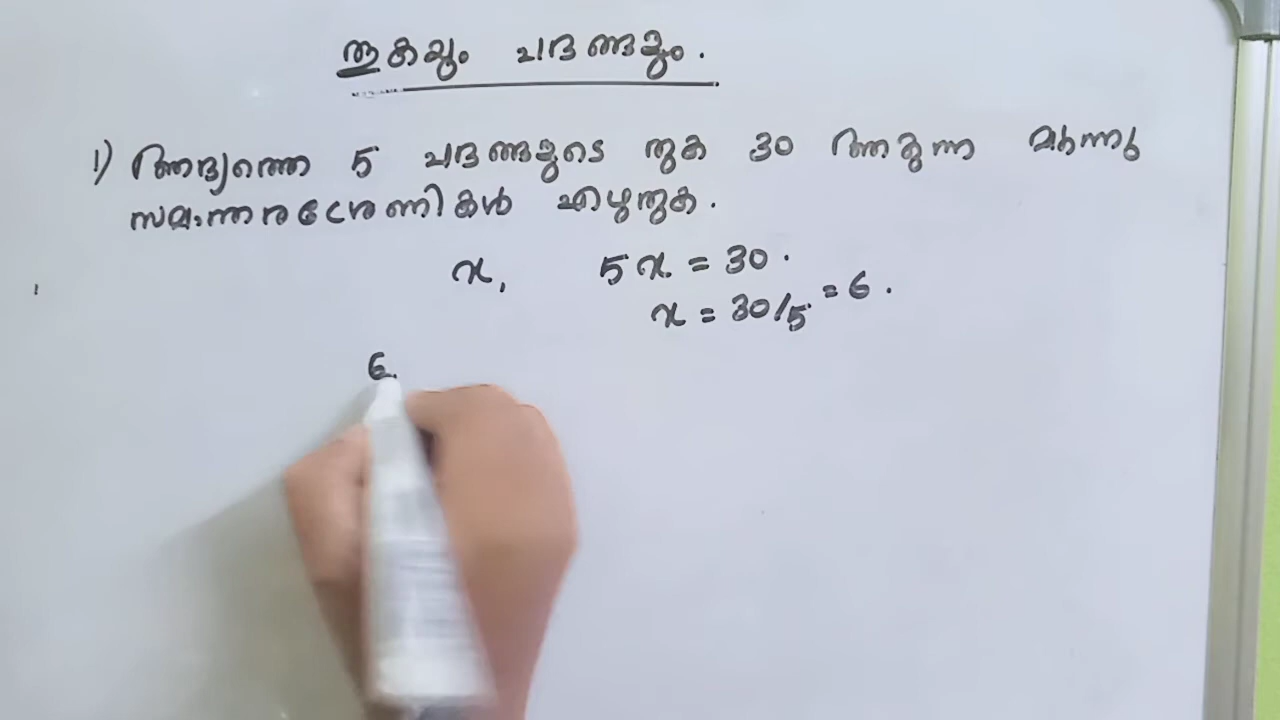 തുകയും പദങ്ങളും.
1) ആദ്യത്തെ 5 പദങ്ങളുടെ തുക 30 ആകുന്ന മൂന്നു
സമാന്തരശ്രേണികൾ എഴുതുക.
x, 5x = 30.
x = 30/5 = 6.
6